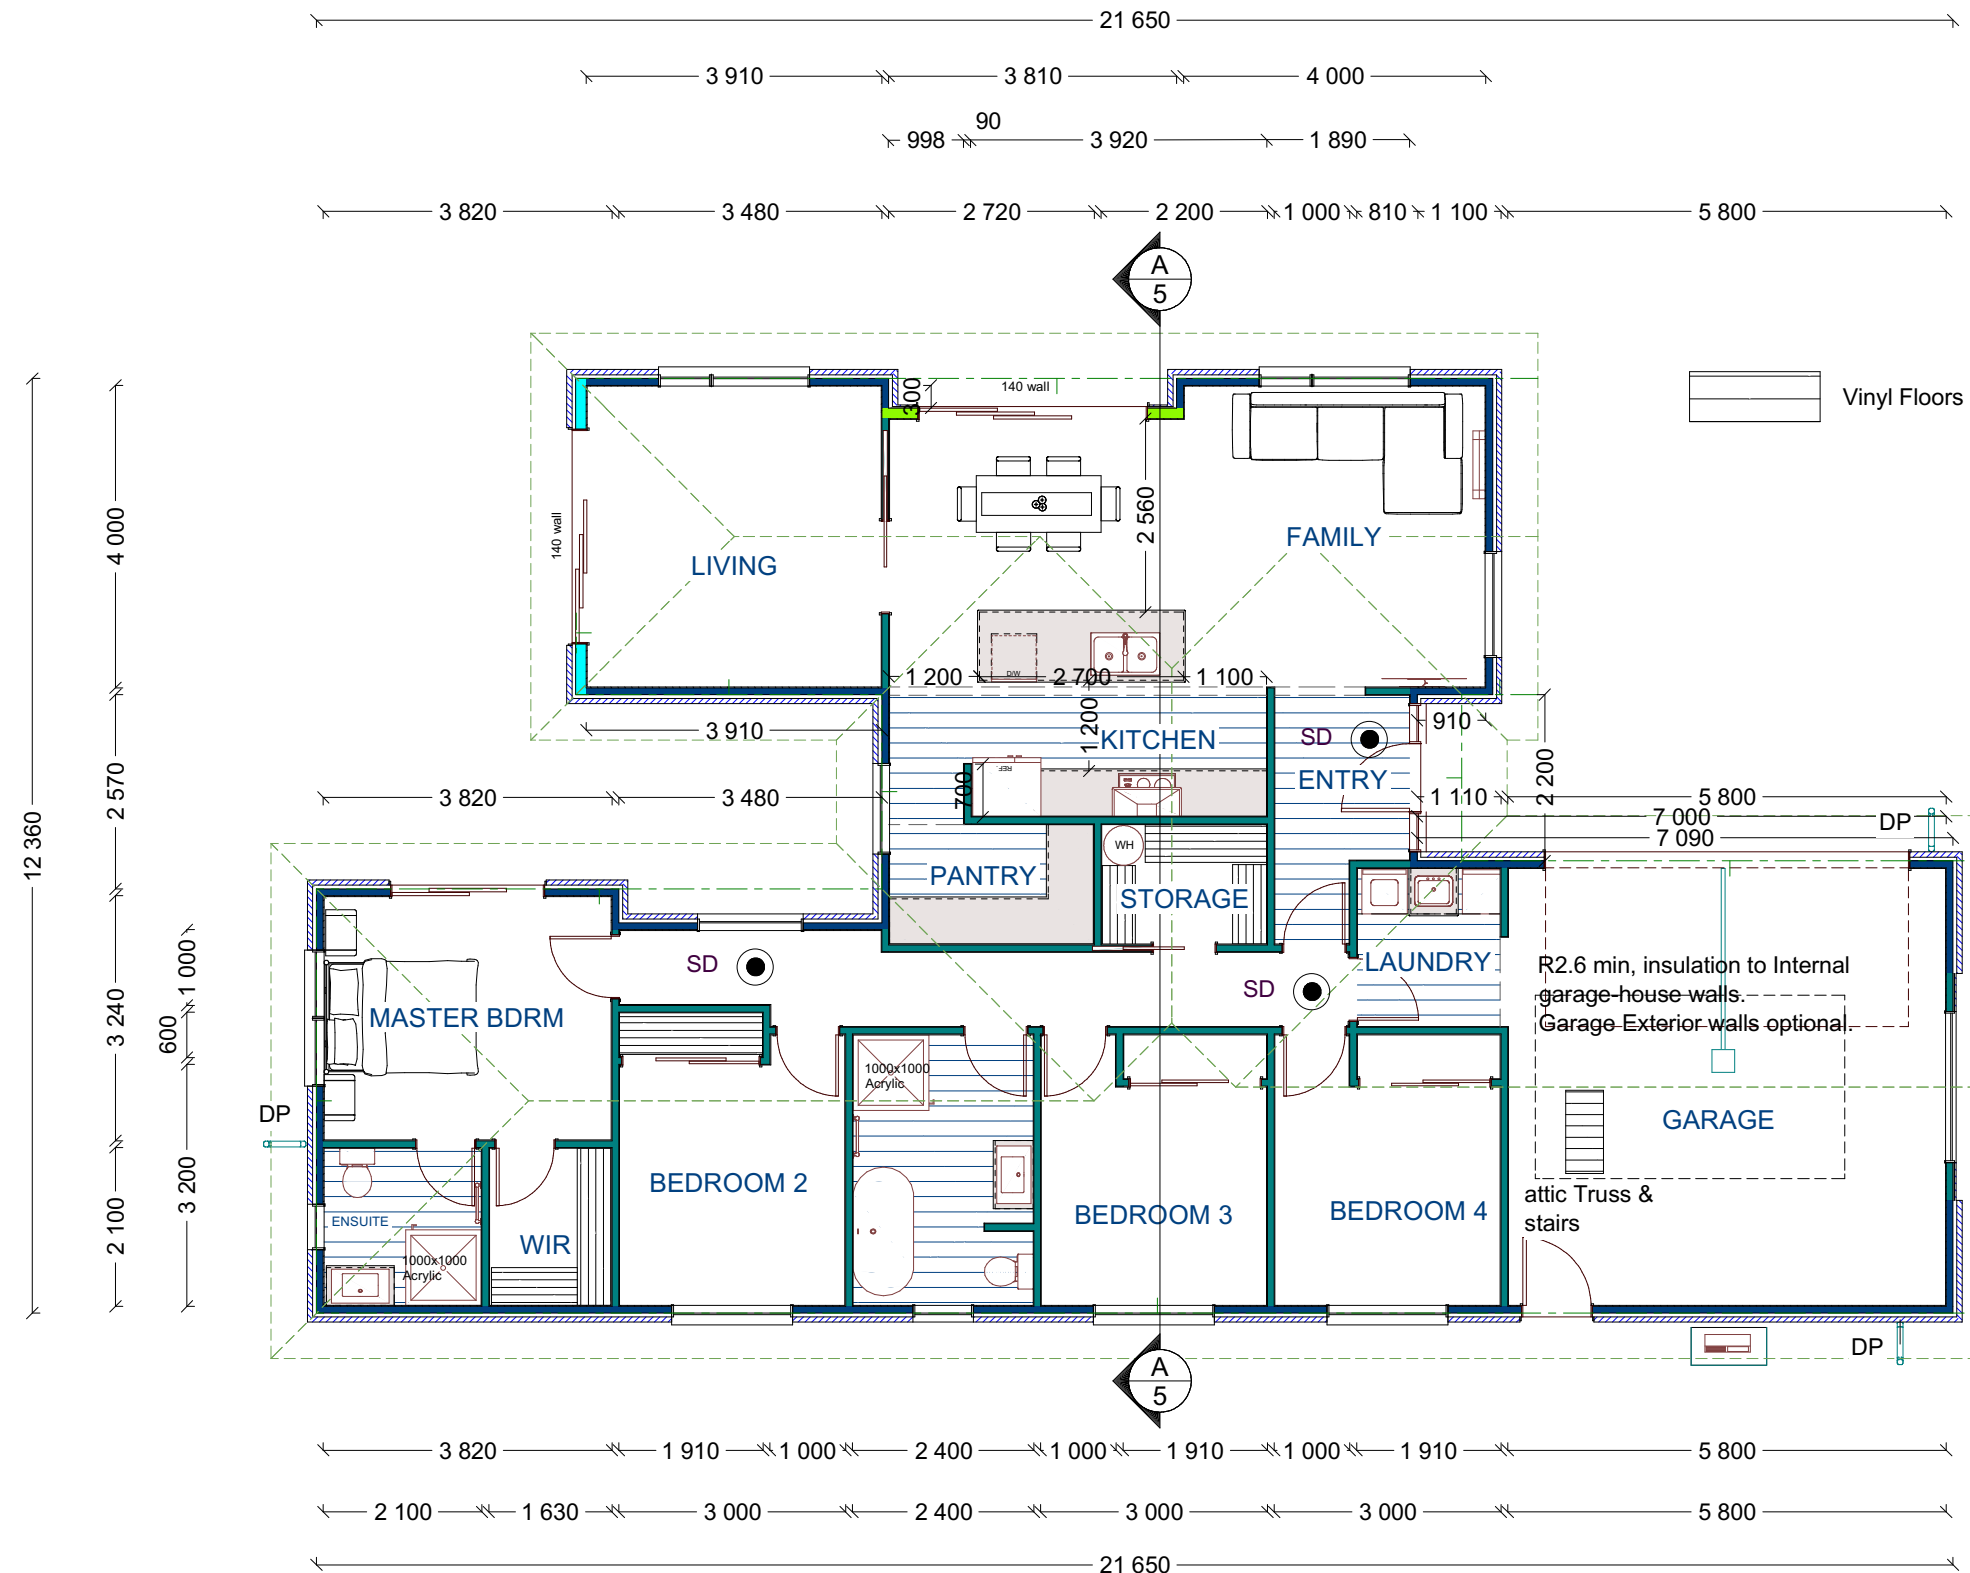 21 650
3 910
3 810
4 000
90
998
3 920
1 890
3 820
3 480
2 720
2 200
1 000
810
1 100
5 800
A
5
140 wall
300
Vinyl Floors
140 wall
4 000
2 560
LIVING
FAMILY
D/W
1 200
2 700
1 100
3 910
1 200
KITCHEN
SD
910
REF.
ENTRY
2 200
3 820
3 480
700
1 110
5 800
7 000
7 090
DP
2 570
12 360
WH
PANTRY
STORAGE
SD
SD
LAUNDRY
R2.6 min, insulation to Internal
garage-house walls.
Garage Exterior walls optional.
1 000
3 240
600
MASTER BDRM
1000x1000
Acrylic
DP
GARAGE
3 200
2 100
BEDROOM 2
BEDROOM 3
BEDROOM 4
attic Truss &
stairs
ENSUITE
WIR
1000x1000
Acrylic
DP
A
5
3 820
1 910
1 000
2 400
1 000
1 910
1 000
1 910
5 800
2 100
1 630
3 000
2 400
3 000
3 000
5 800
21 650